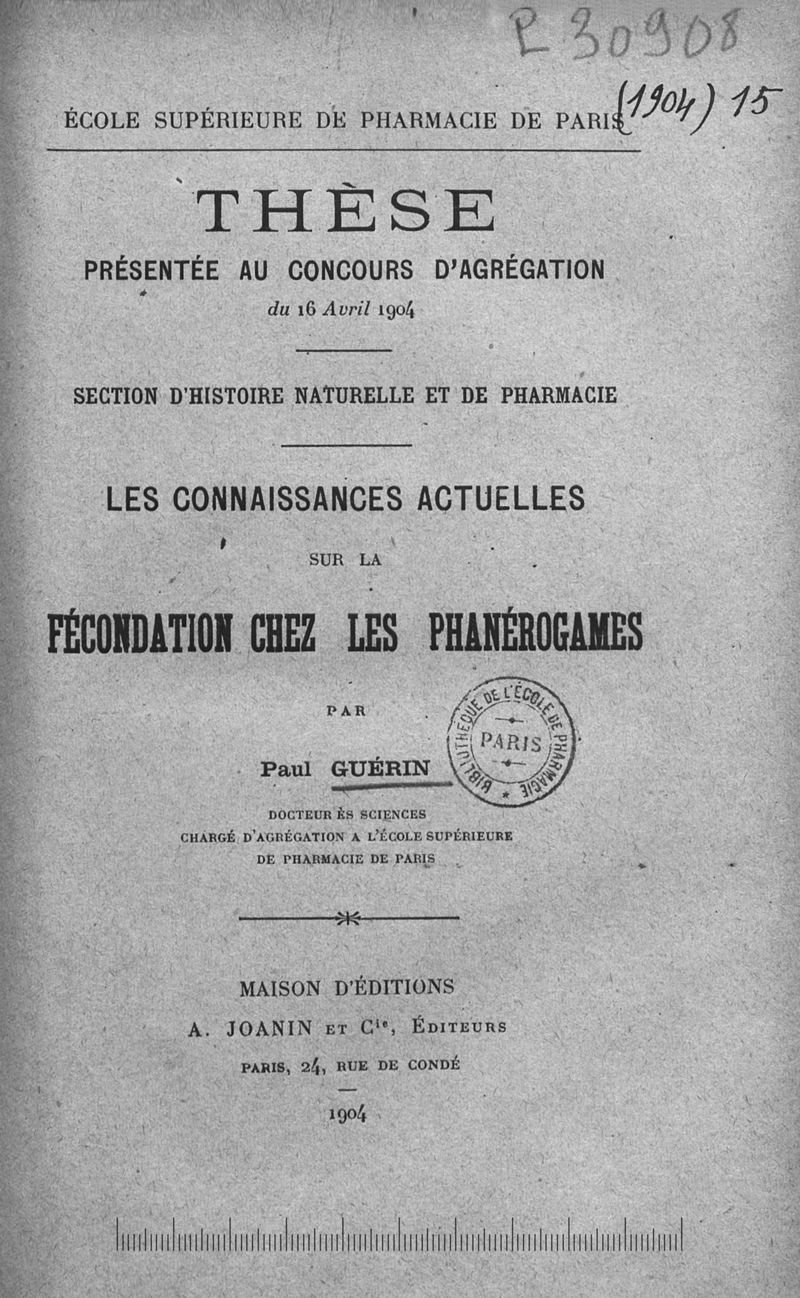 P 30908
(1904) 15
ÉCOLE SUPÉRIEURE DE PHARMACIE DE PARIS
THÈSE
PRÉSENTÉE AU CONCOURS D'AGRÉGATION
du 16 Avril 1904
SECTION D'HISTOIRE NATURELLE ET DE PHARMACIE
LES CONNAISSANCES ACTUELLES
SUR LA
FÉCONDATION CHEZ LES PHANÉROGAMES
PAR
BIBLIOTHÈQUE DE L'ÉCOLE DE PHARMACIE
PARIS
Paul GUÉRIN
DOCTEUR ÈS SCIENCES
CHARGÉ D'AGRÉGATION A L'ÉCOLE SUPÉRIEURE
DE PHARMACIE DE PARIS
MAISON D'ÉDITIONS
A. JOANIN ET Cie, ÉDITEURS
PARIS, 24, RUE DE CONDÉ
1904